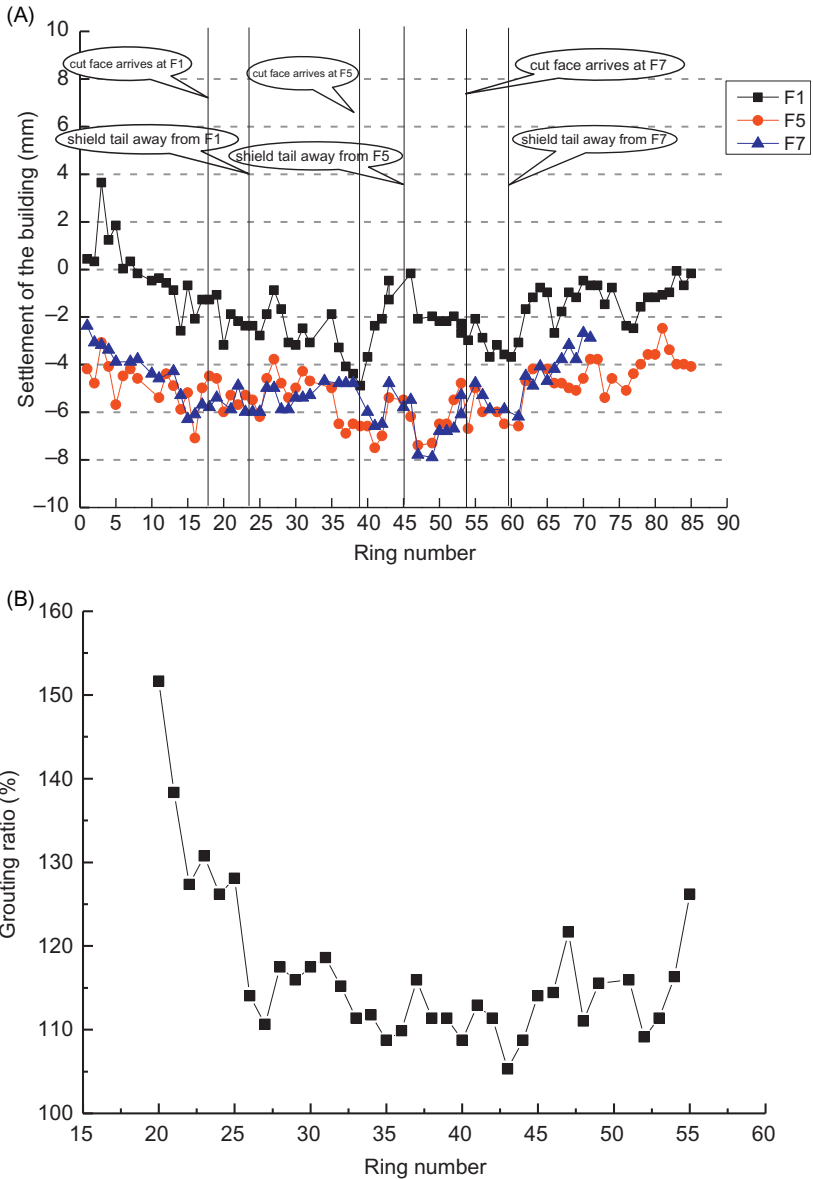 (A)
10
8
6
4
2
0
–2
–4
–6
–8
–10
Settlement of the building (mm)
cut face arrives at F1
cut face arrives at F5
cut face arrives at F7
shield tail away from F1
shield tail away from F5
shield tail away from F7
F1
F5
F7
0 5 10 15 20 25 30 35 40 45 50 55 60 65 70 75 80 85 90
Ring number
(B)
160
150
140
130
120
110
100
Grouting ratio (%)
15 20 25 30 35 40 45 50 55 60
Ring number